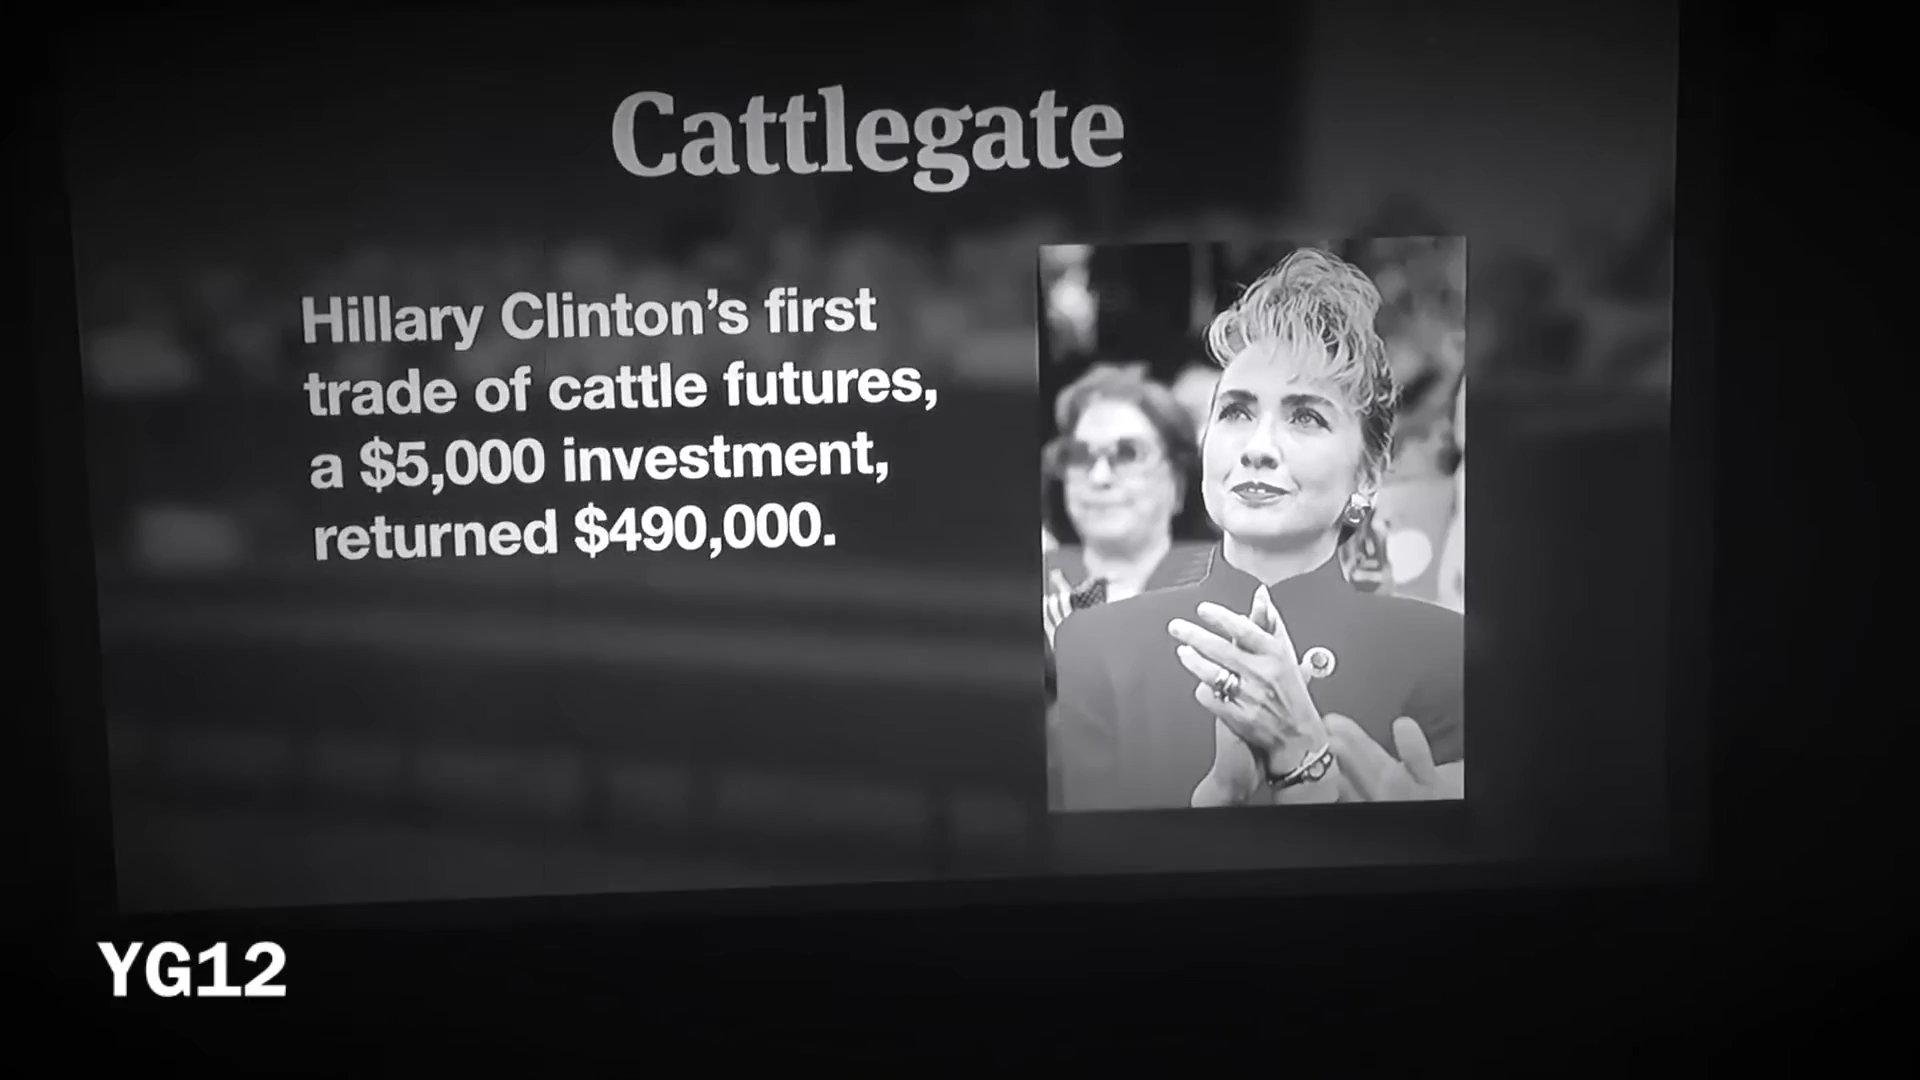 Cattlegate
Hillary Clinton's first
trade of cattle futures,
a $5,000 investment,
returned $490,000.
YG12